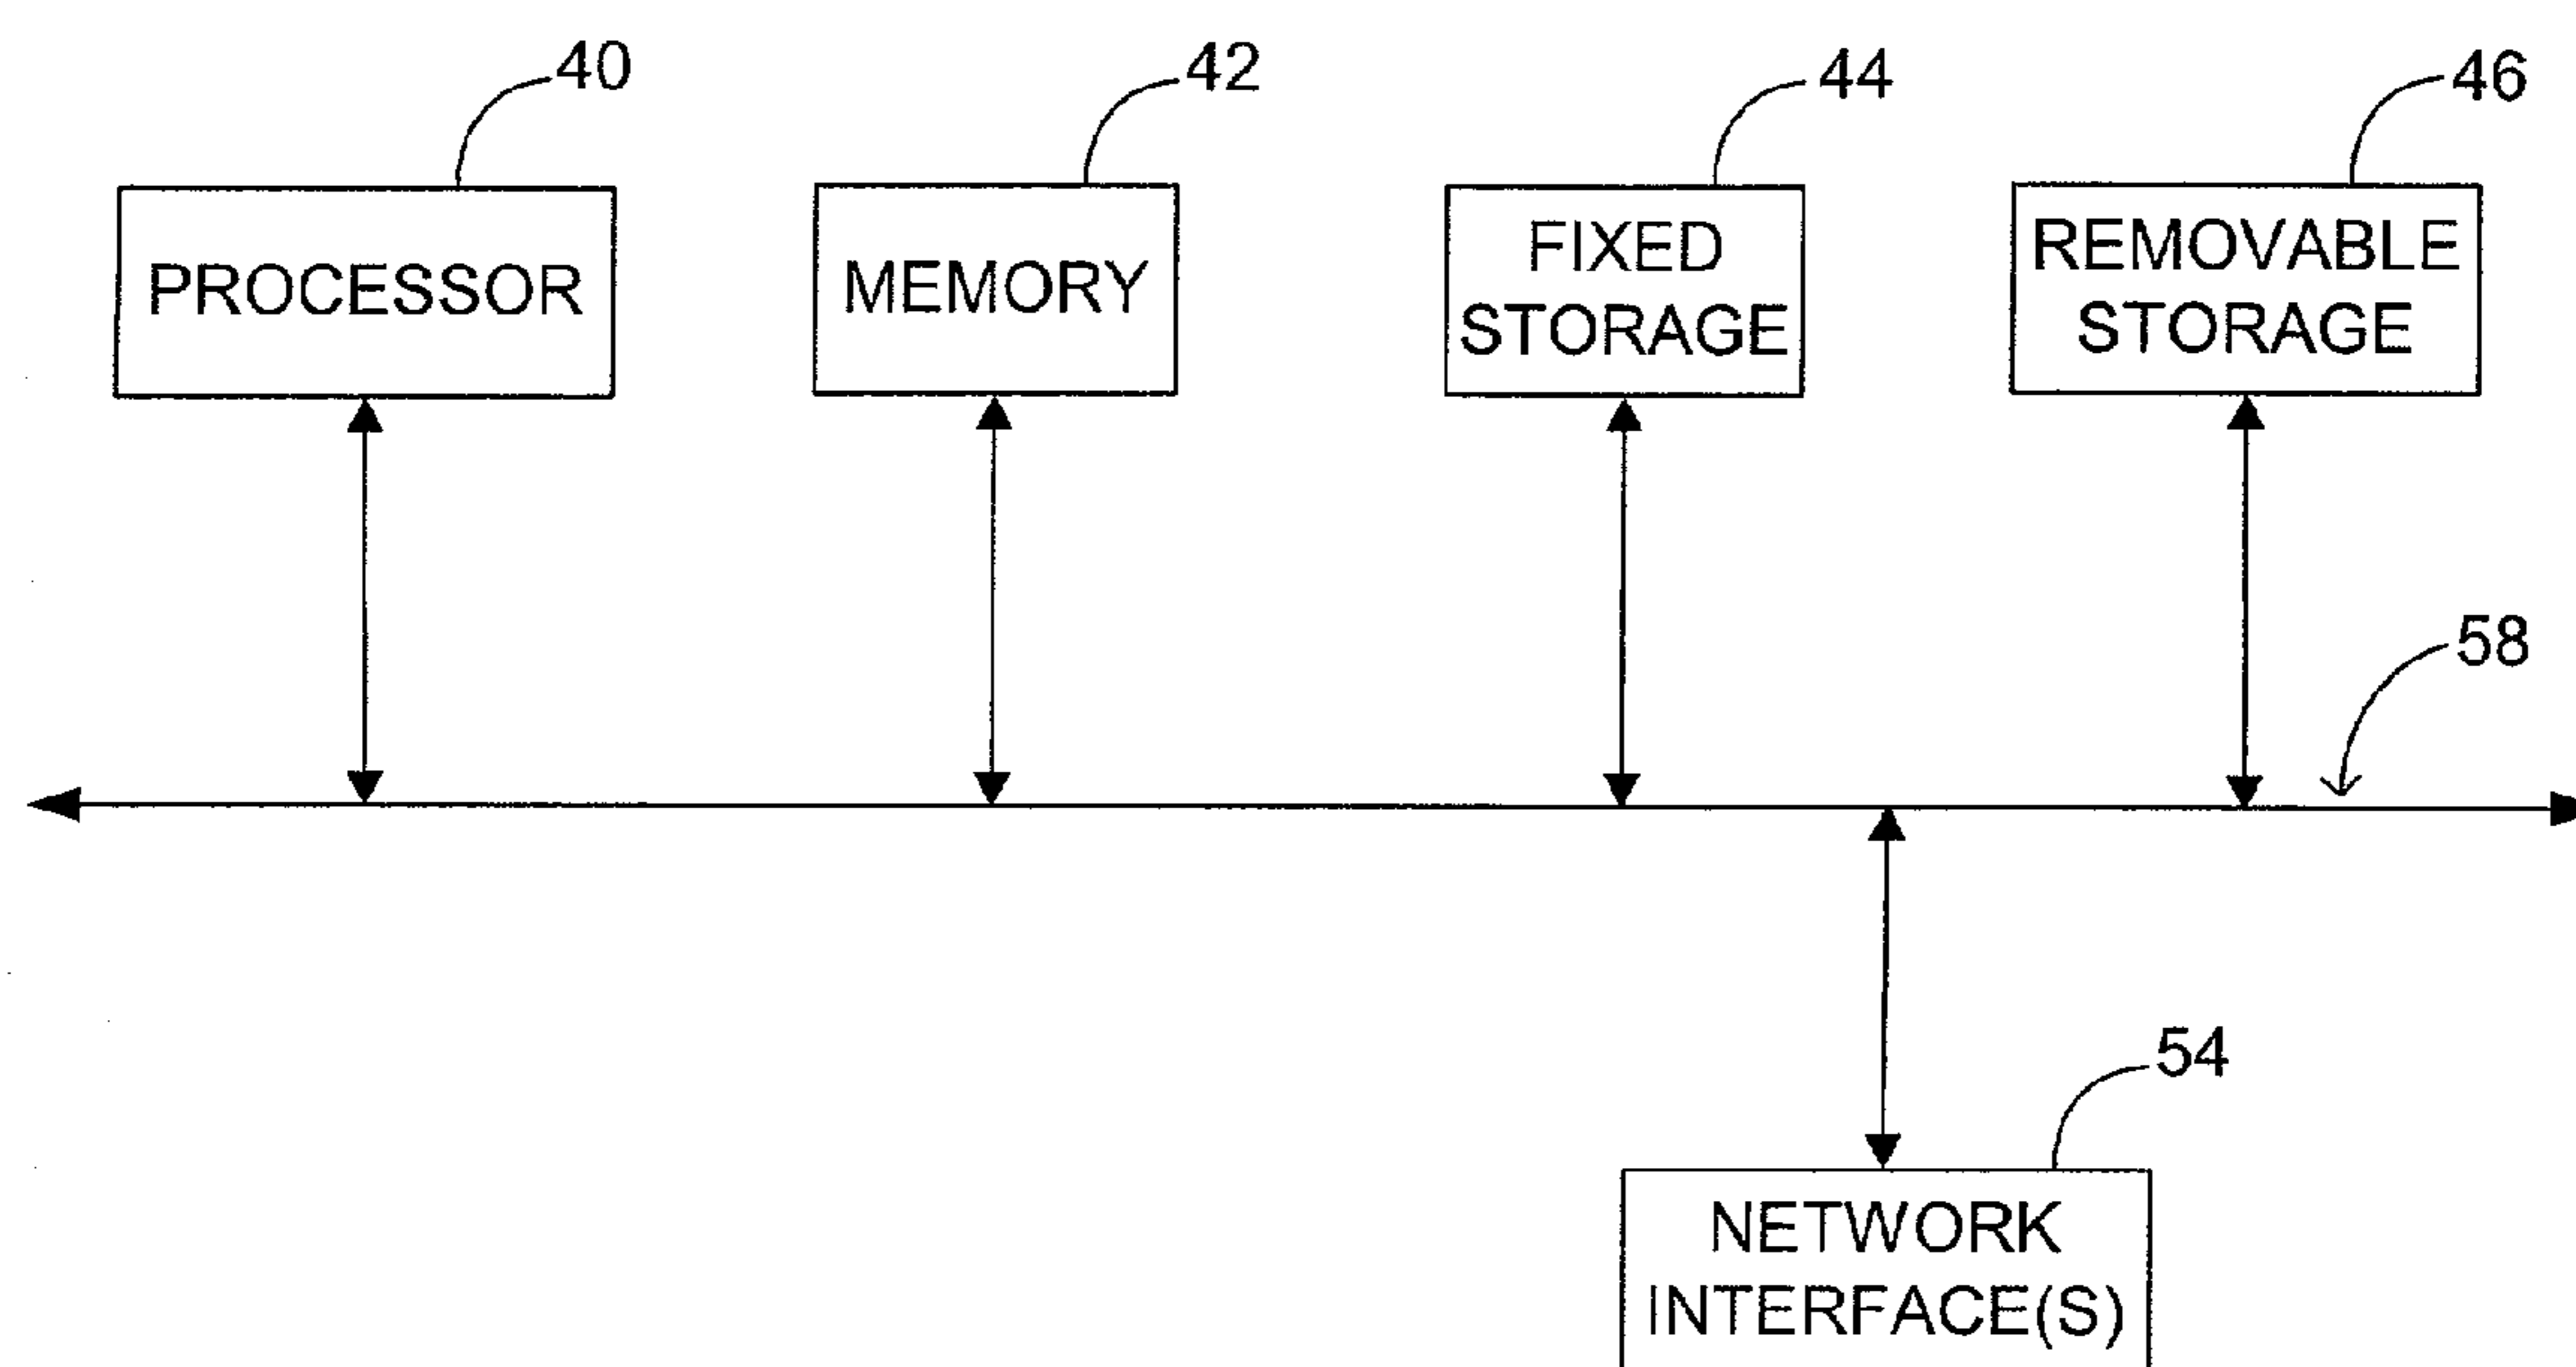 40
42
44
46
PROCESSOR
MEMORY
FIXED
STORAGE
REMOVABLE
STORAGE
58
54
NETWORK
INTERFACE(S)